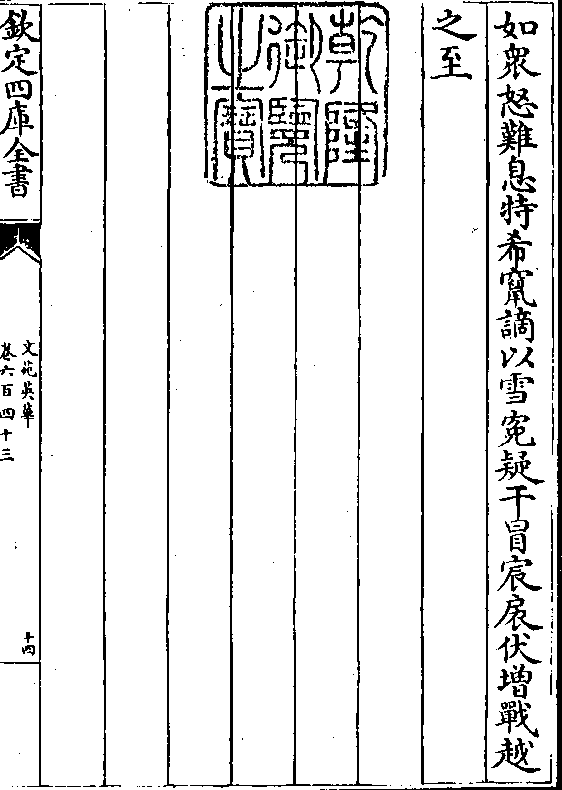 如衆怒難息特希竄謫以雪寃疑干冒宸扆伏増戰越
之至
乾隆
御覽
之寶
欽定四庫全書
文苑英華
卷六百四十三
十四